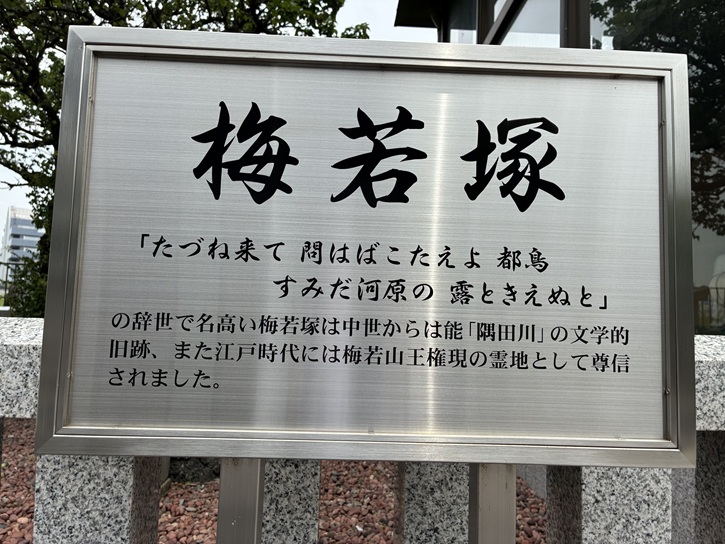 梅若塚
「たづね来て 問はばこたえよ 都鳥
すみだ河原の 露ときえぬと」
の辞世で名高い梅若塚は中世からは能「隅田川」の文学的
旧跡、また江戸時代には梅若山王権現の霊地として尊信
されました。